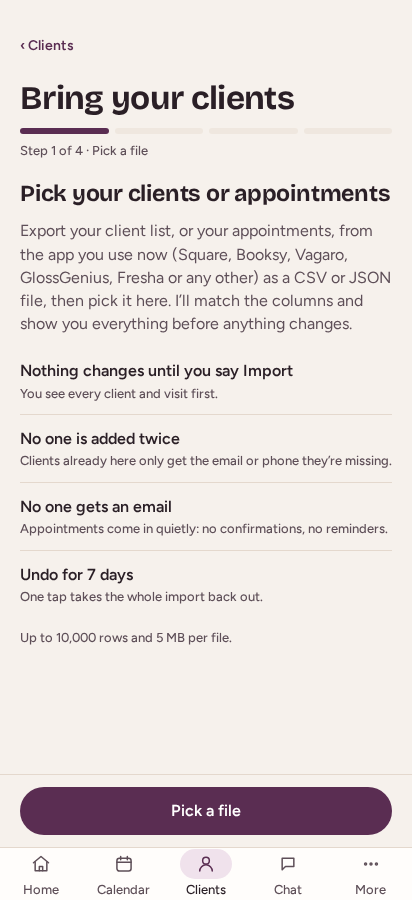 ‹ Clients
Bring your clients
Step 1 of 4 · Pick a file
Pick your clients or appointments
Export your client list, or your appointments, from
the app you use now (Square, Booksy, Vagaro,
GlossGenius, Fresha or any other) as a CSV or JSON
file, then pick it here. I’ll match the columns and
show you everything before anything changes.
Nothing changes until you say Import
You see every client and visit first.
No one is added twice
Clients already here only get the email or phone they’re missing.
No one gets an email
Appointments come in quietly: no confirmations, no reminders.
Undo for 7 days
One tap takes the whole import back out.
Up to 10,000 rows and 5 MB per file.
Pick a file
Home Calendar Clients Chat More